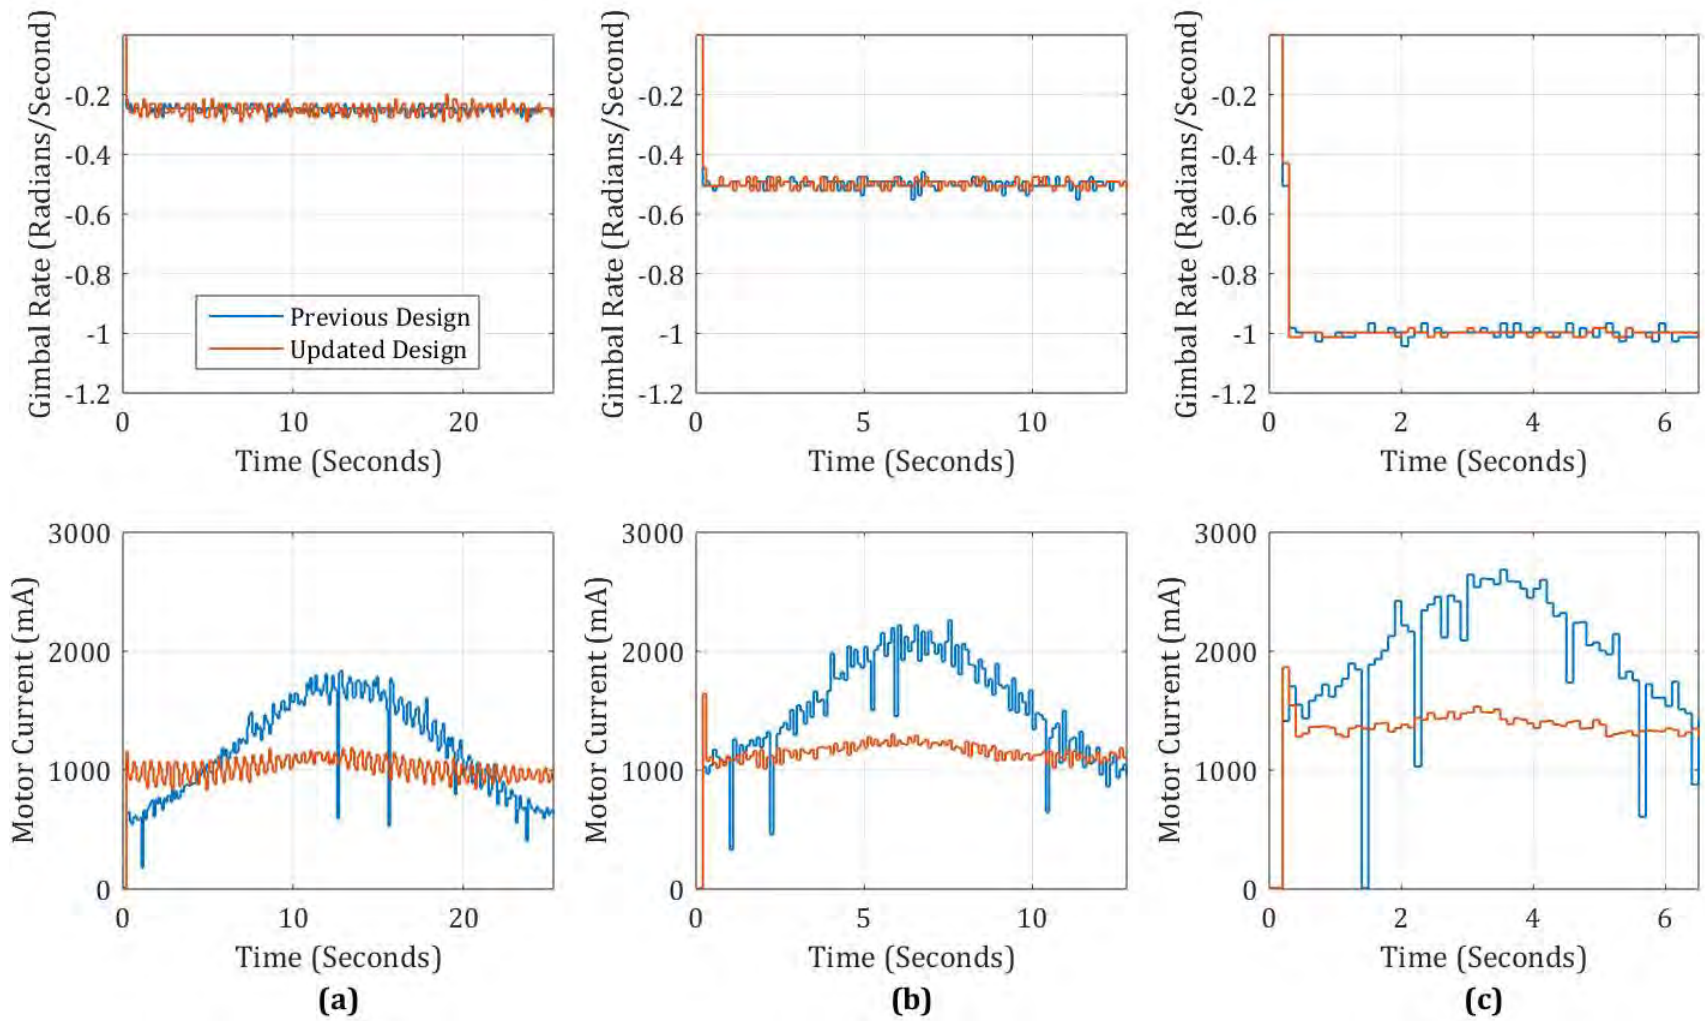 Gimbal Rate (Radians/Second)
-0.2
-0.4
-0.6
-0.8
-1
-1.2
0
10
20
Time (Seconds)
Previous Design
Updated Design
Gimbal Rate (Radians/Second)
-0.2
-0.4
-0.6
-0.8
-1
-1.2
0
5
10
Time (Seconds)
Gimbal Rate (Radians/Second)
-0.2
-0.4
-0.6
-0.8
-1
-1.2
0
2
4
6
Time (Seconds)
Motor Current (mA)
3000
2000
1000
0
0
10
20
Time (Seconds)
(a)
Motor Current (mA)
3000
2000
1000
0
0
5
10
Time (Seconds)
(b)
Motor Current (mA)
3000
2000
1000
0
0
2
4
6
Time (Seconds)
(c)